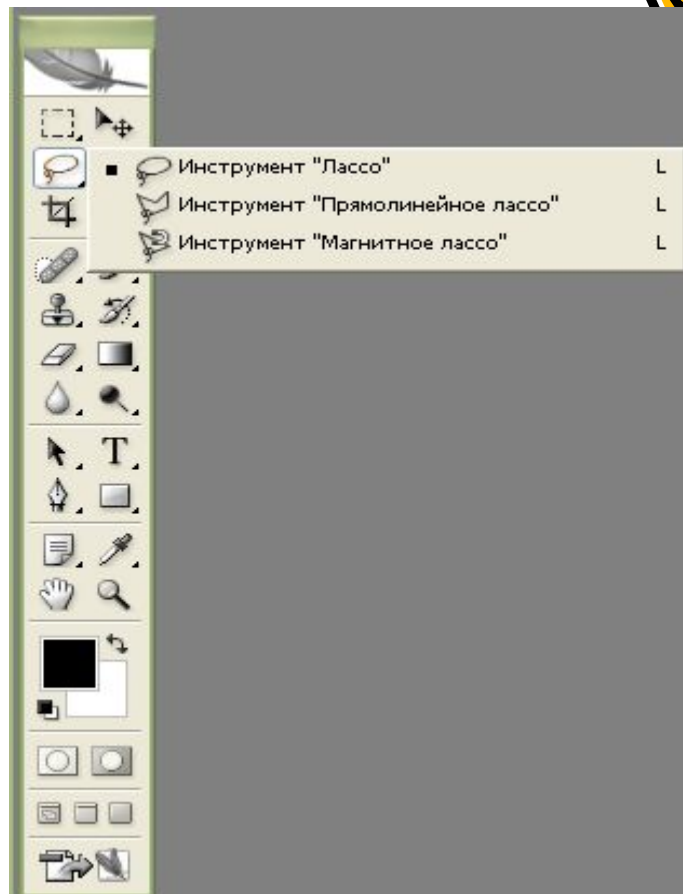 Инструмент "Лассо" L
Инструмент "Прямолинейное лассо" L
Инструмент "Магнитное лассо" L
T